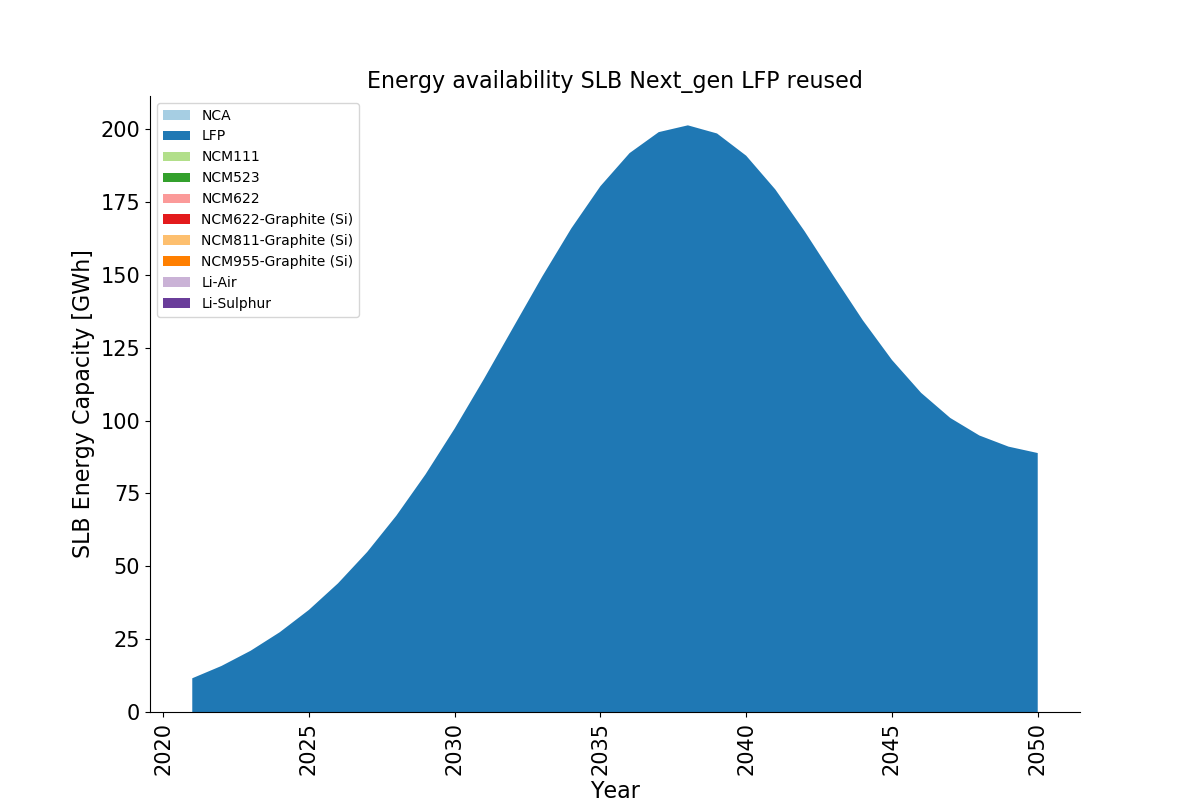 Energy availability SLB Next_gen LFP reused
NCA
LFP
NCM111
NCM523
NCM622
NCM622-Graphite (Si)
NCM811-Graphite (Si)
NCM955-Graphite (Si)
Li-Air
Li-Sulphur
SLB Energy Capacity [GWh]
200
175
150
125
100
75
50
25
0
2020
2025
2030
2035
2040
2045
2050
Year